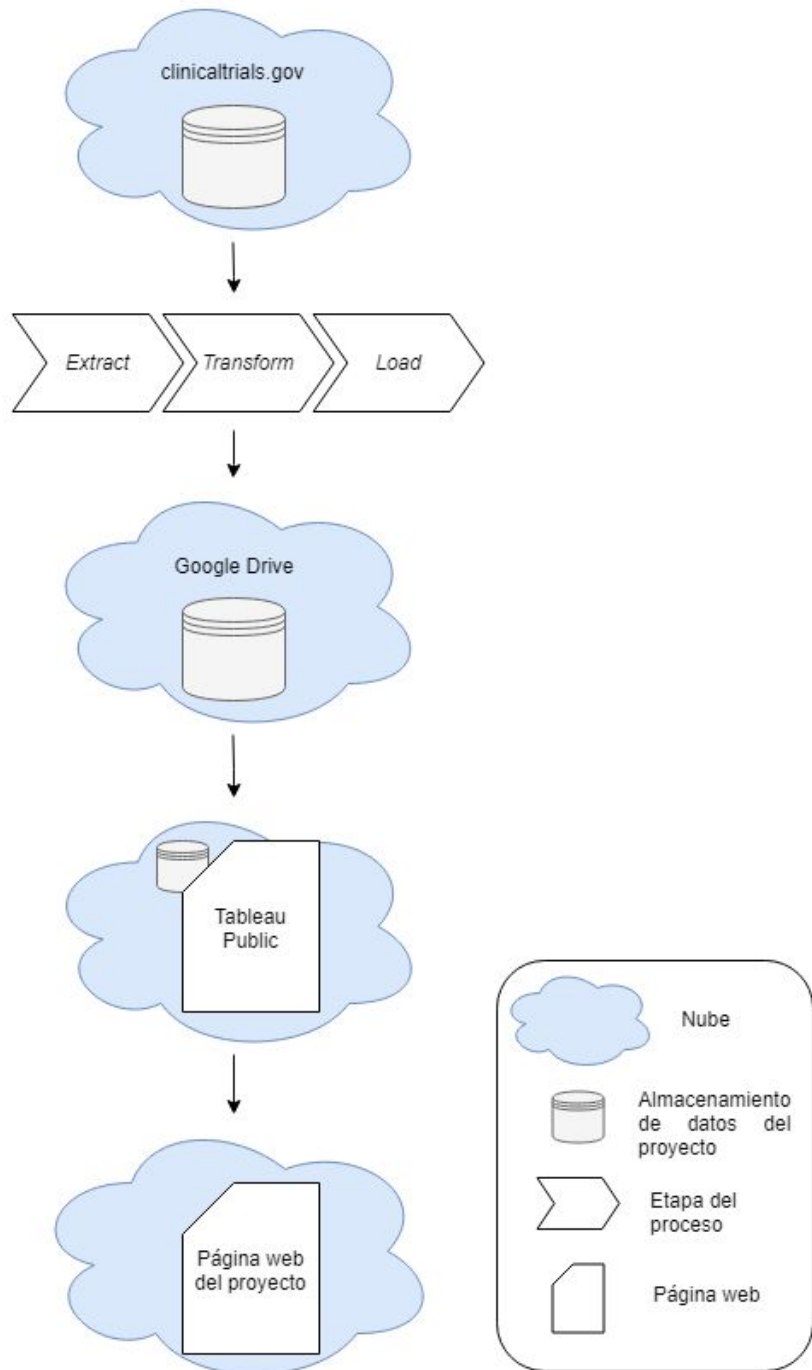 clinicaltrials.gov
Extract
Transform
Load
Google Drive
Tableau
Public
Página web
del proyecto
Nube
Almacenamiento
de datos del
proyecto
Etapa del
proceso
Página web